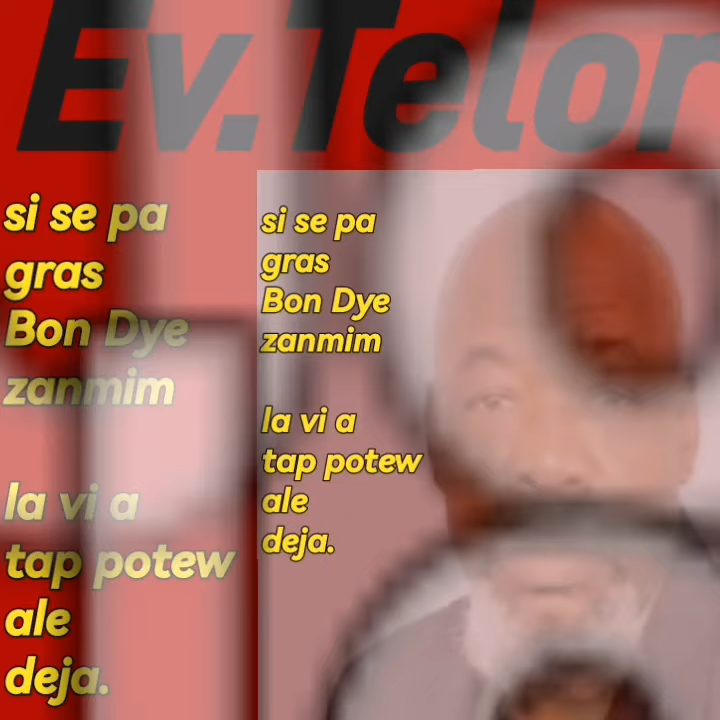 Ev.Telor
si se pa
gras
Bon Dye
zanmim
la vi a
tap potew
ale
deja.
si se pa
gras
Bon Dye
zanmim
la vi a
tap potew
ale
deja.